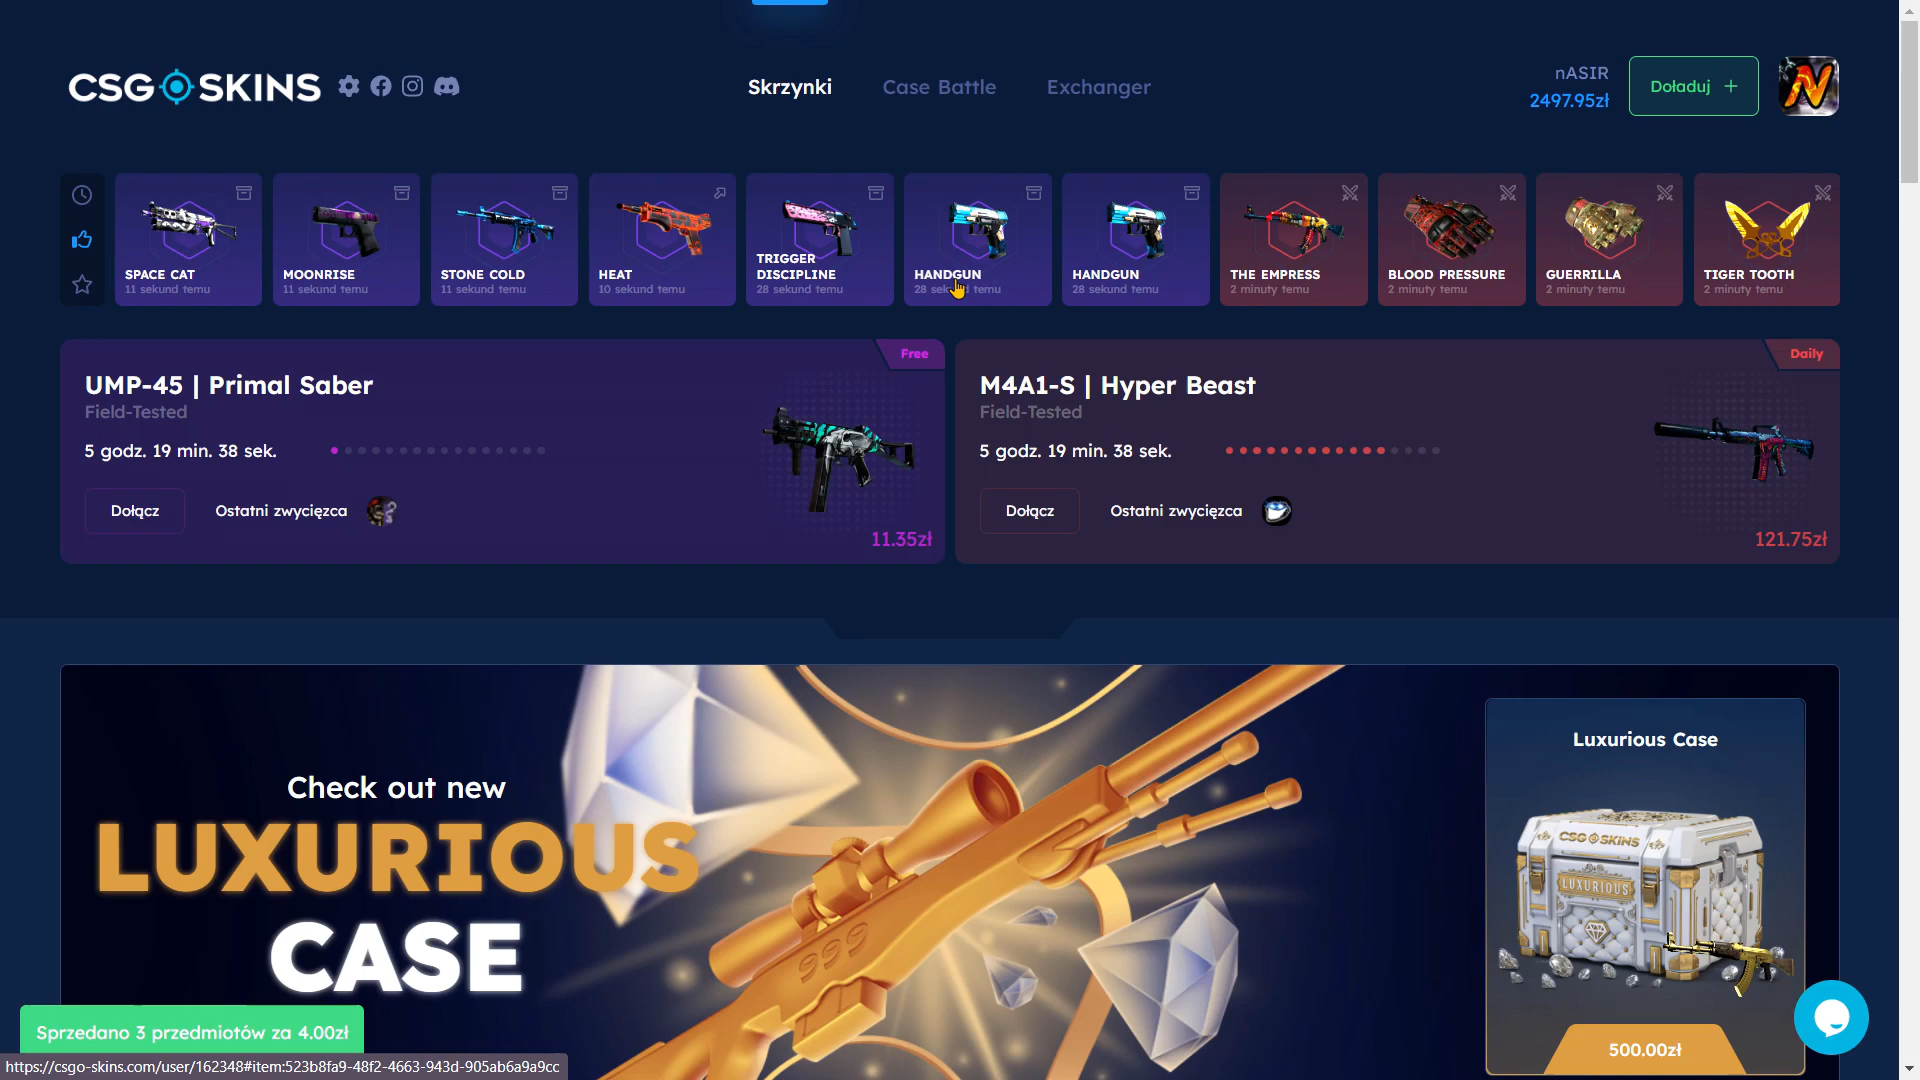 CSGOSKINS
Skrzynki
Case Battle
Exchanger
nASIR
2497.95zł
Doładuj +
SPACE CAT
11 sekund temu
MOONRISE
11 sekund temu
STONE COLD
11 sekund temu
HEAT
10 sekund temu
TRIGGER
DISCIPLINE
28 sekund temu
HANDGUN
28 sekund temu
HANDGUN
28 sekund temu
THE EMPRESS
2 minuty temu
BLOOD PRESSURE
2 minuty temu
GUERRILLA
2 minuty temu
TIGER TOOTH
2 minuty temu
Free
UMP-45 | Primal Saber
Field-Tested
5 godz. 19 min. 38 sek.
Dołącz
Ostatni zwycięzca
11.35zł
Daily
M4A1-S | Hyper Beast
Field-Tested
5 godz. 19 min. 38 sek.
Dołącz
Ostatni zwycięzca
121.75zł
Check out new
LUXURIOUS
CASE
999
Luxurious Case
CSGOSKINS
LUXURIOUS
500.00zł
Sprzedano 3 przedmiotów za 4.00zł
https://csgo-skins.com/user/162348#item:523b8fa9-48f2-4663-943d-905ab6a9a9cc